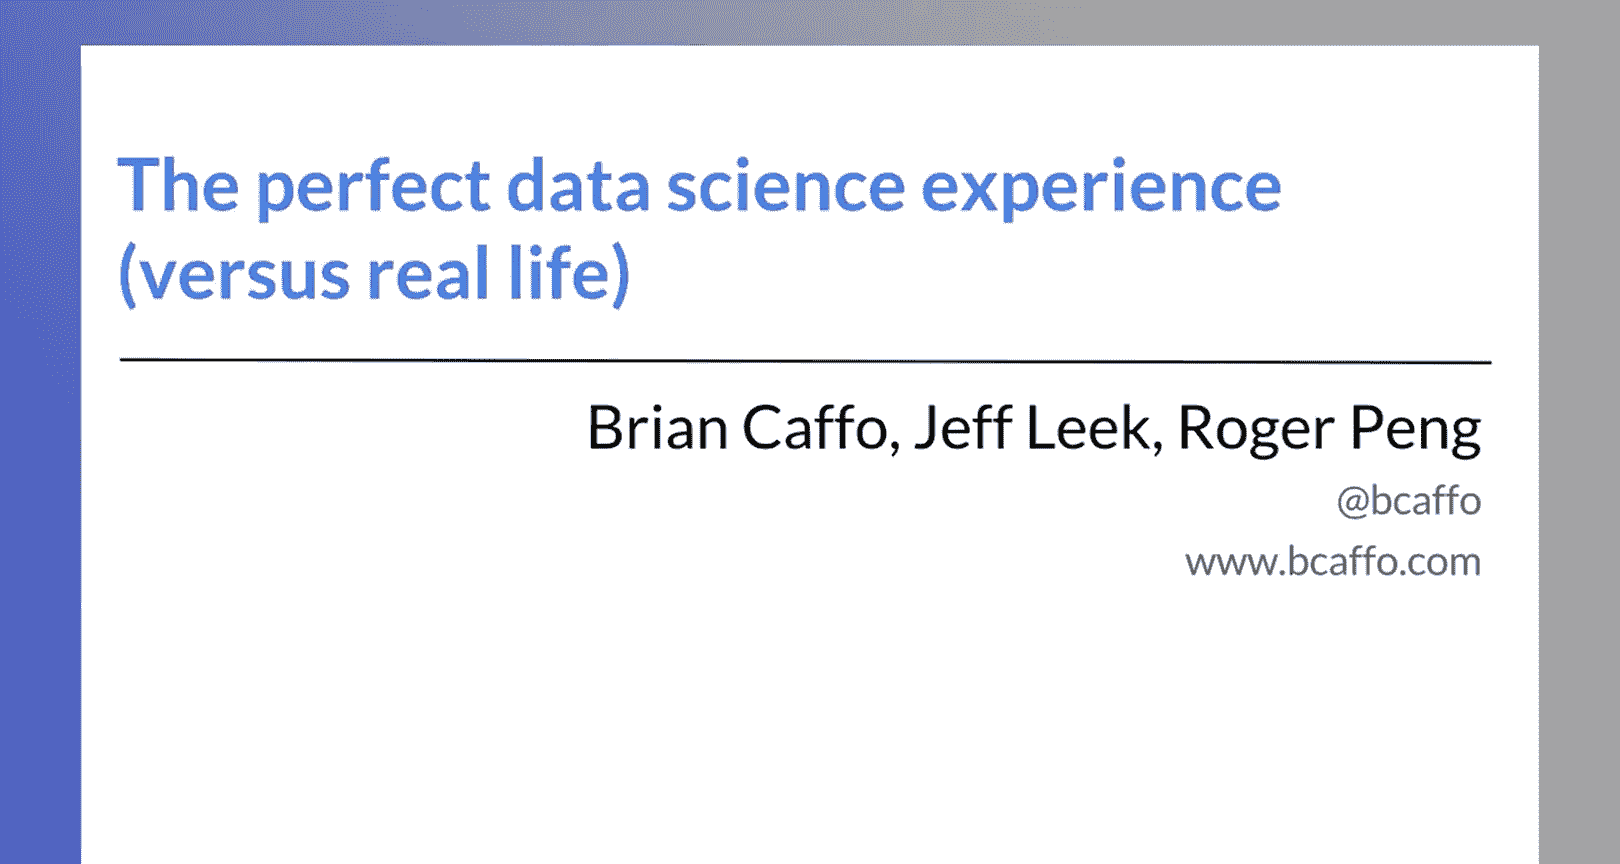 The perfect data science experience
(versus real life)
Brian Caffo, Jeff Leek, Roger Peng
@bcaffo
www.bcaffo.com